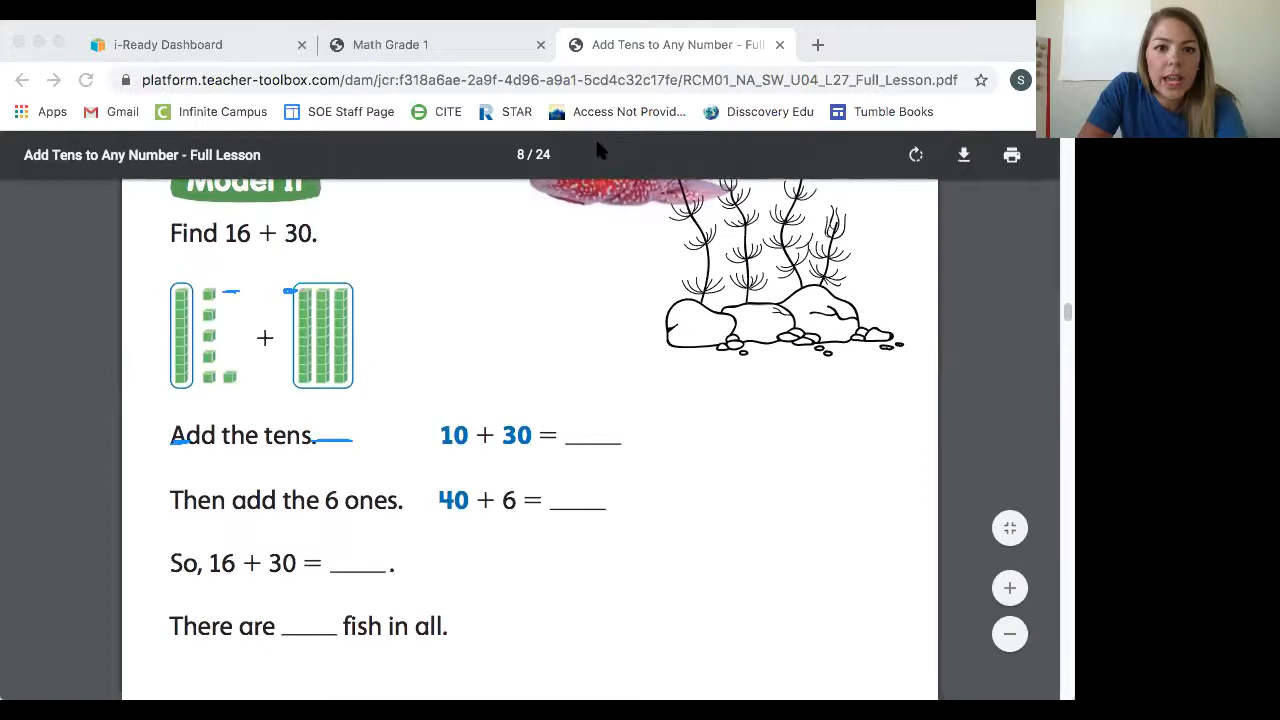 i-Ready Dashboard
Math Grade 1
Add Tens to Any Number - Full
platform.teacher-toolbox.com/dam/jcr:f318a6ae-2a9f-4d96-a9a1-5cd4c32c17fe/RCM01_NA_SW_U04_L27_Full_Lesson.pdf
S
Apps Gmail Infinite Campus SOE Staff Page CITE STAR Access Not Provid... Disscovery Edu Tumble Books
Add Tens to Any Number - Full Lesson 8 / 24
Model It
Find 16 + 30.
+
Add the tens. 10 + 30 = ____
Then add the 6 ones. 40 + 6 = ____
So, 16 + 30 = ____.
There are ____ fish in all.